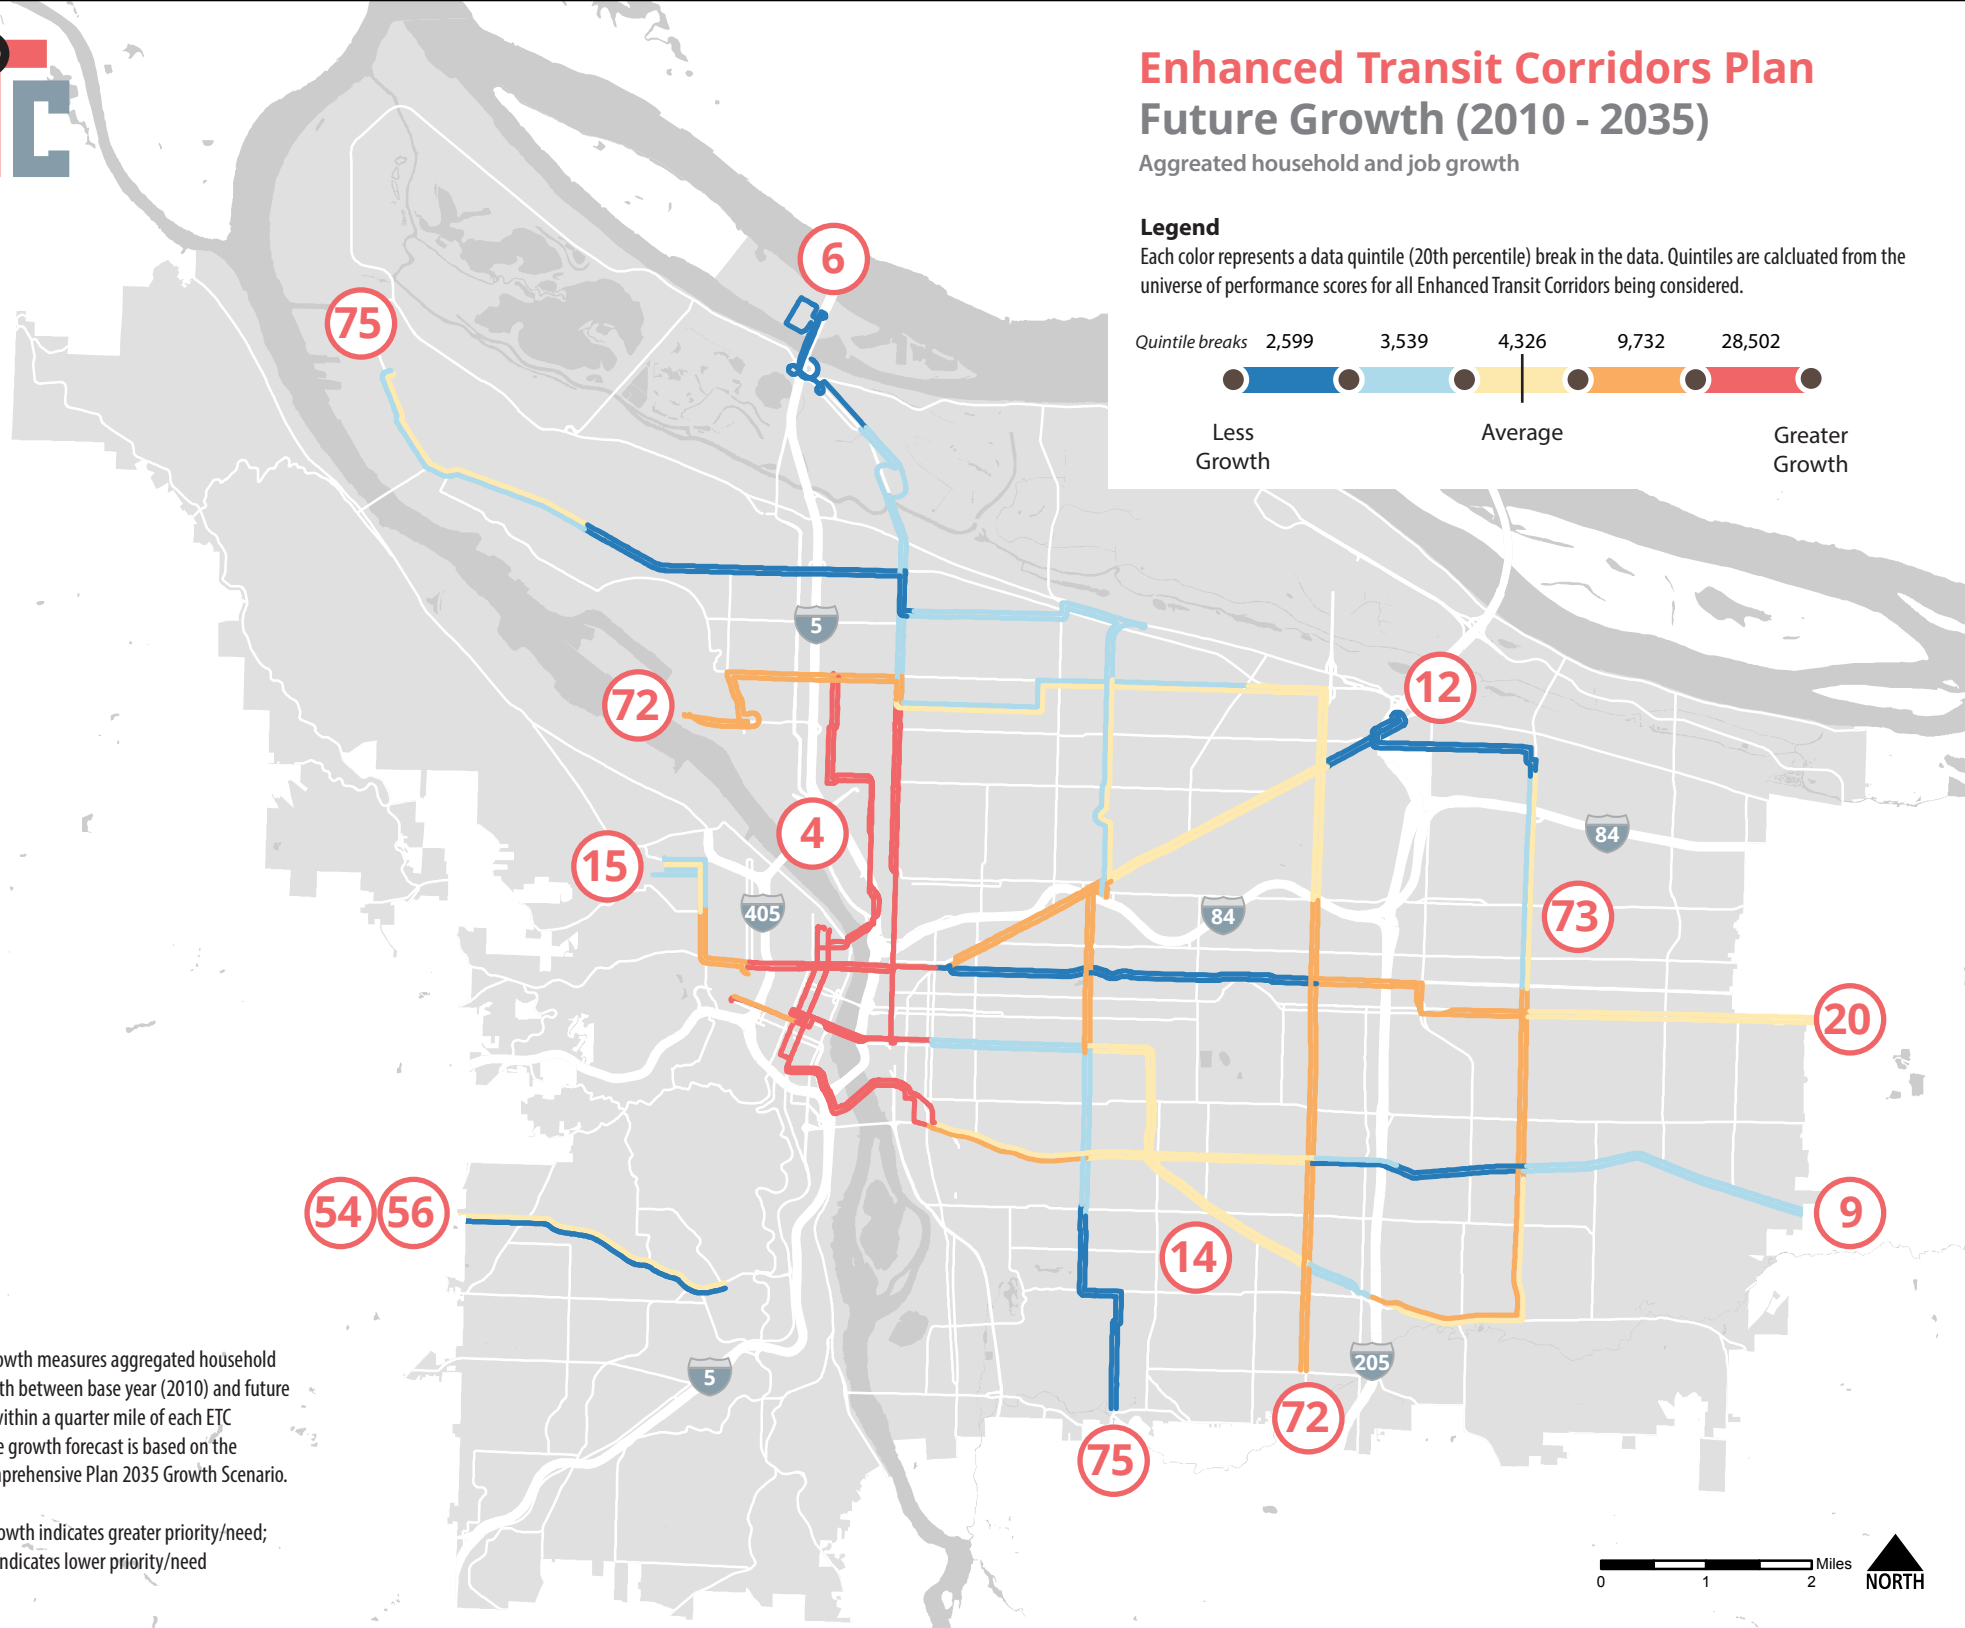 C
Enhanced Transit Corridors Plan
Future Growth (2010 - 2035)
Aggreated household and job growth
Legend
Each color represents a data quintile (20th percentile) break in the data. Quintiles are calcluated from the
universe of performance scores for all Enhanced Transit Corridors being considered.
Quintile breaks 2,599 3,539 4,326 9,732 28,502
Less
Growth
Average
Greater
Growth
6
75
5
72
12
4
84
15
405
84
73
20
54 56
9
14
5
205
72
75
owth measures aggregated household
th between base year (2010) and future
within a quarter mile of each ETC
e growth forecast is based on the
mprehensive Plan 2035 Growth Scenario.
owth indicates greater priority/need;
indicates lower priority/need
Miles
0 1 2
NORTH